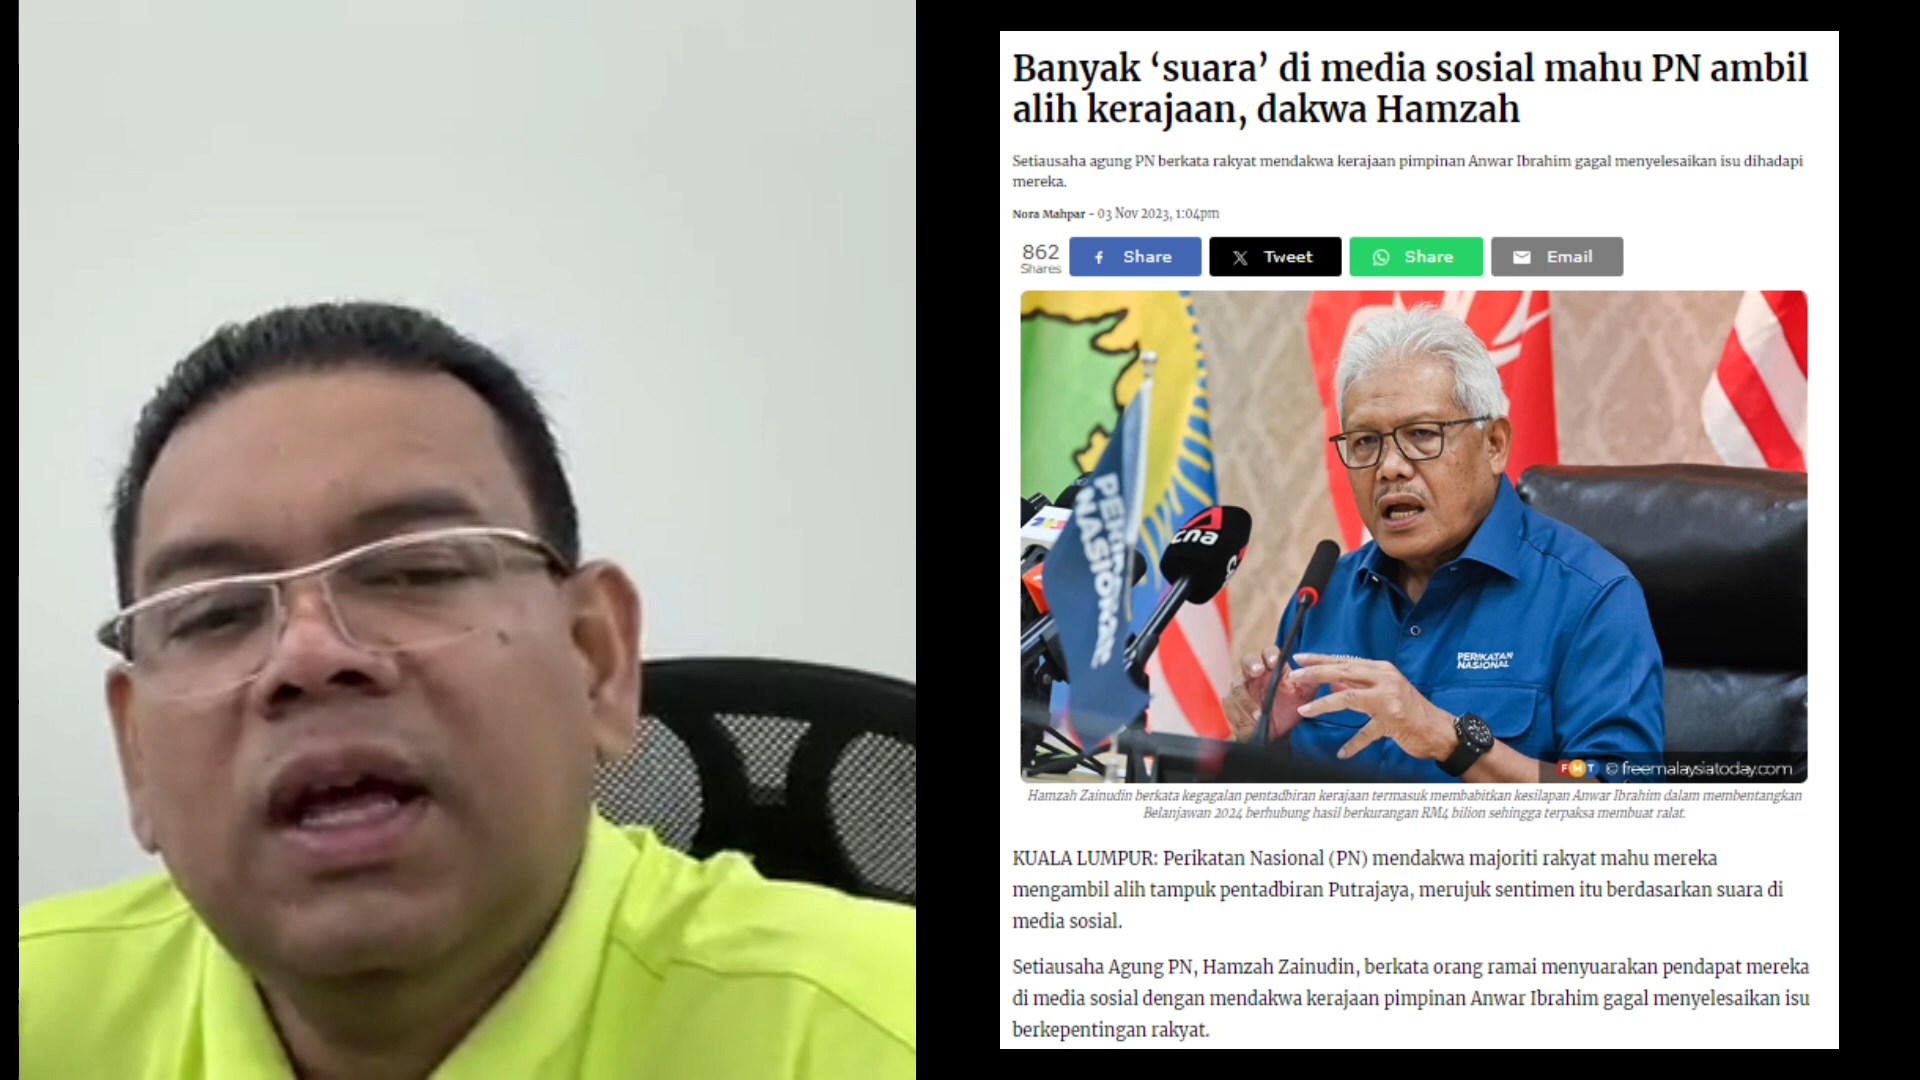 Banyak ‘suara’ di media sosial mahu PN ambil
alih kerajaan, dakwa Hamzah
Setiausaha agung PN berkata rakyat mendakwa kerajaan pimpinan Anwar Ibrahim gagal menyelesaikan isu dihadapi
mereka.
Nora Mahpar - 03 Nov 2023, 1:04pm
862
Shares
Share
Tweet
Share
Email
PERIKATAN
NASIONAL
cna
PERIKATAN
NASIONAL
FMT © freemalaysiatoday.com
Hamzah Zainudin berkata kegagalan pentadbiran kerajaan termasuk membabitkan kesilapan Anwar Ibrahim dalam membentangkan
Belanjawan 2024 berhubung hasil berkurangan RM4 bilion sehingga terpaksa membuat ralat.
KUALA LUMPUR: Perikatan Nasional (PN) mendakwa majoriti rakyat mahu mereka
mengambil alih tampuk pentadbiran Putrajaya, merujuk sentimen itu berdasarkan suara di
media sosial.
Setiausaha Agung PN, Hamzah Zainudin, berkata orang ramai menyuarakan pendapat mereka
di media sosial dengan mendakwa kerajaan pimpinan Anwar Ibrahim gagal menyelesaikan isu
berkepentingan rakyat.